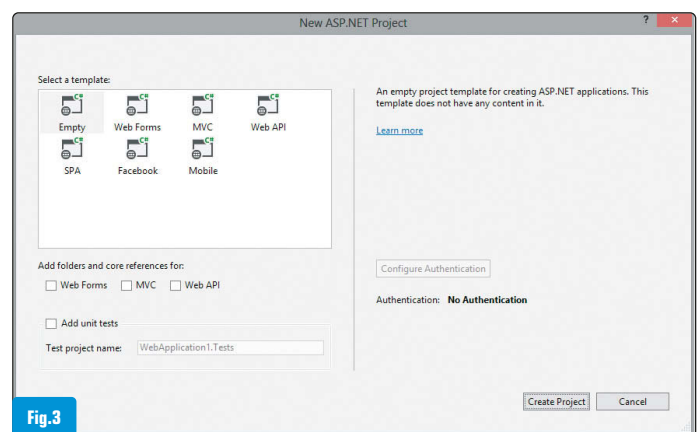 New ASP.NET Project
?
×
Select a template:
C# C# C# C#
Empty Web Forms MVC Web API
C# C# C#
SPA Facebook Mobile
An empty project template for creating ASP.NET applications. This
template does not have any content in it.
Learn more
Add folders and core references for:
Web Forms MVC Web API
Add unit tests
Test project name: WebApplication1.Tests
Configure Authentication
Authentication: No Authentication
Create Project Cancel
Fig.3